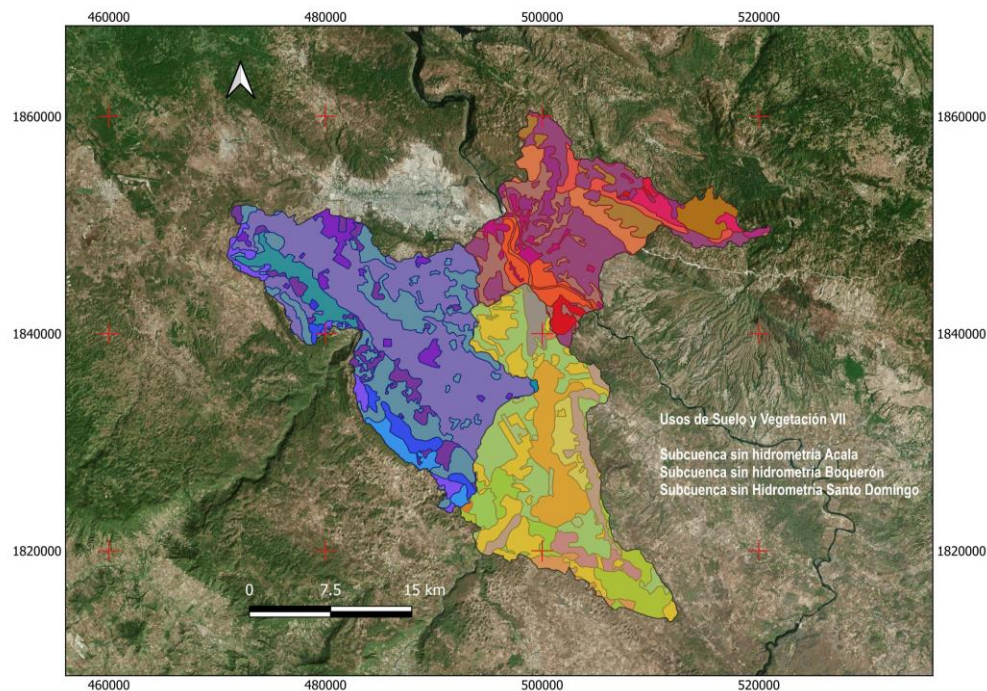 460000 480000 500000 520000
1860000 1860000
1840000 1840000
Usos de Suelo y Vegetación VII
Subcuenca sin hidrometría Acala
Subcuenca sin hidrometría Boquerón
Subcuenca sin Hidrometría Santo Domingo
1820000 1820000
0 7.5 15 km
460000 480000 500000 520000